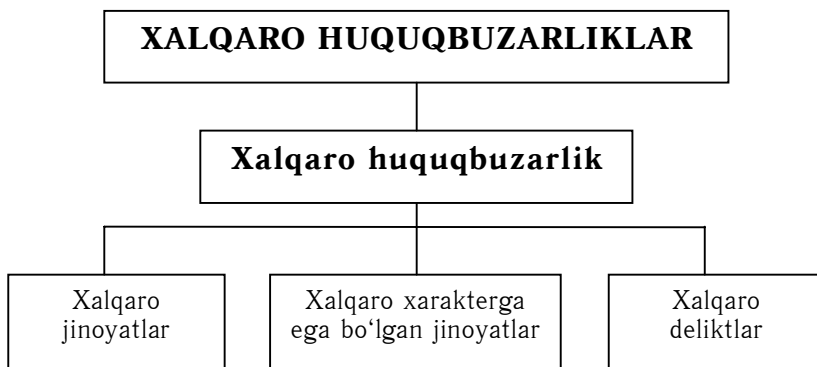 XALQARO HUQUQBUZARLIKLAR
Xalqaro huquqbuzarlik
Xalqaro
jinoyatlar
Xalqaro xarakterga
ega bo‘lgan jinoyatlar
Xalqaro
deliktlar